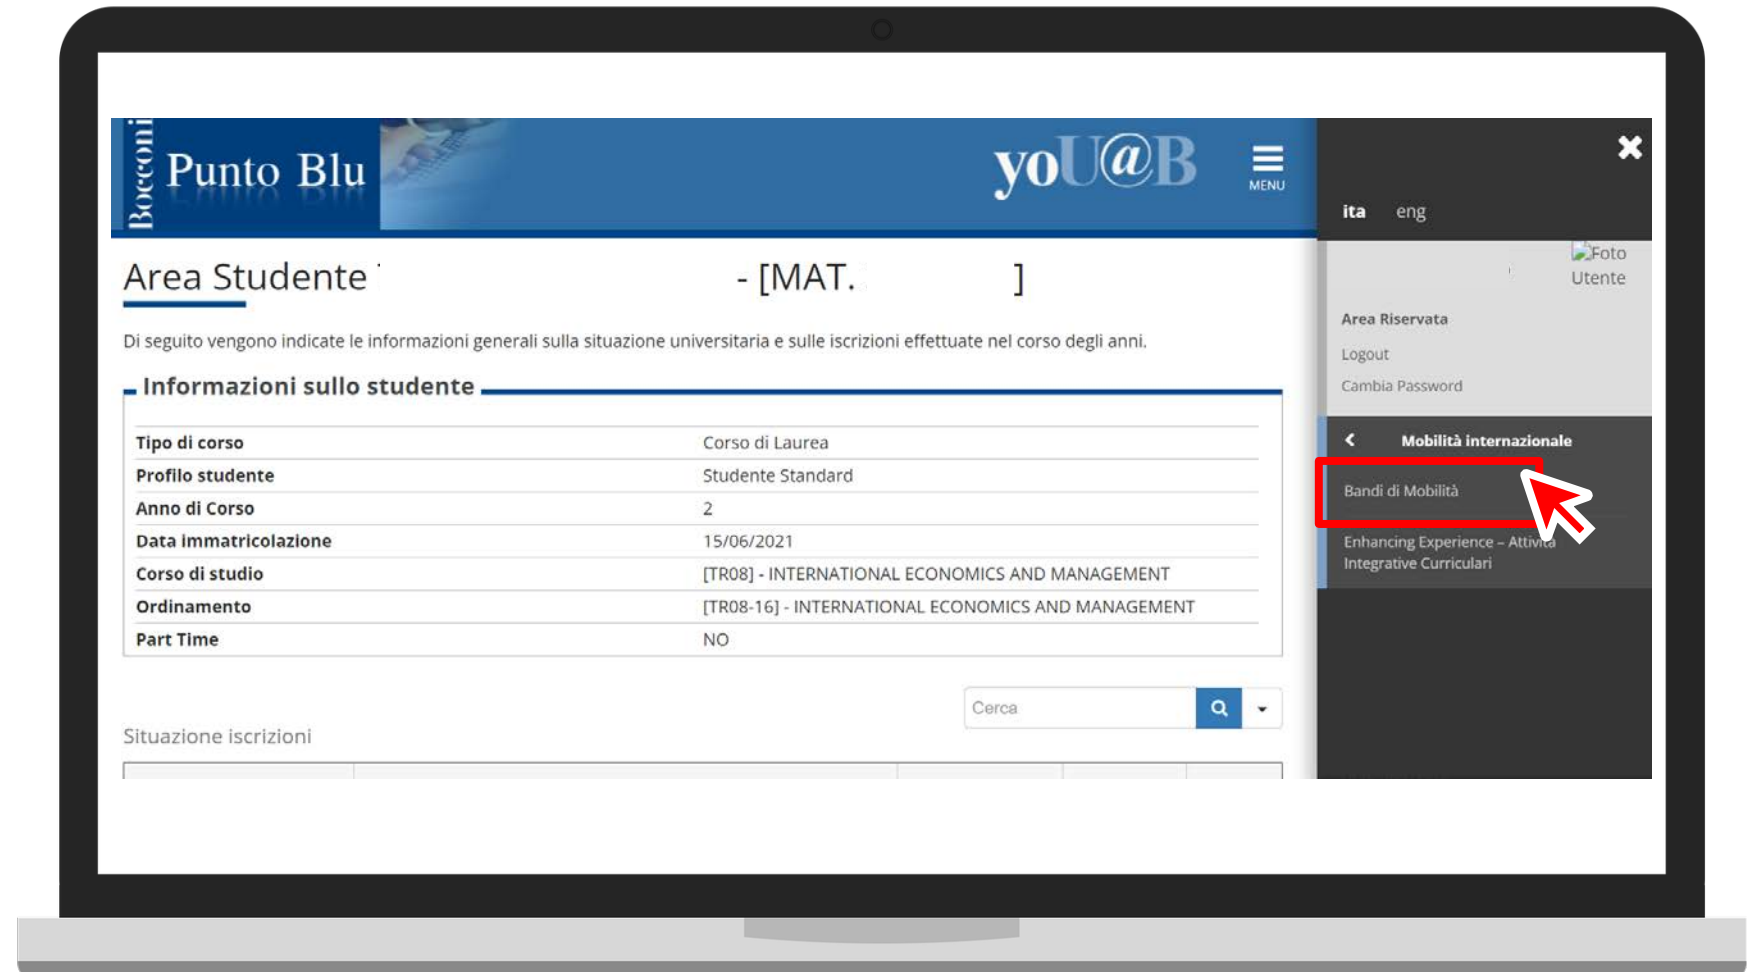 Bocconi
Punto Blu
yoU@B
MENU
ita eng
Foto Utente
Area Studente - [MAT. ]
Di seguito vengono indicate le informazioni generali sulla situazione universitaria e sulle iscrizioni effettuate nel corso degli anni.
Informazioni sullo studente
Tipo di corso Corso di Laurea
Profilo studente Studente Standard
Anno di Corso 2
Data immatricolazione 15/06/2021
Corso di studio [TR08] - INTERNATIONAL ECONOMICS AND MANAGEMENT
Ordinamento [TR08-16] - INTERNATIONAL ECONOMICS AND MANAGEMENT
Part Time NO
Cerca
Situazione iscrizioni
Area Riservata
Logout
Cambia Password
Mobilità internazionale
Bandi di Mobilità
Enhancing Experience – Attività
Integrative Curriculari